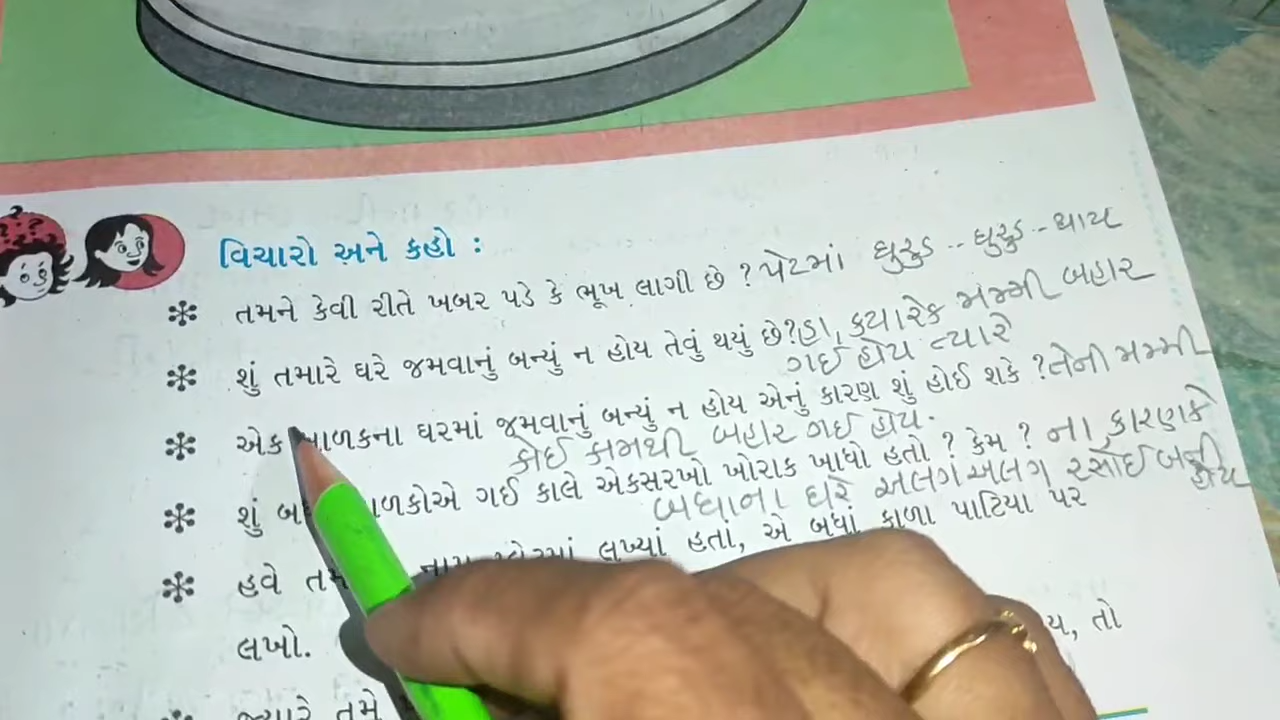 વિચારો અને કહો :
તમને કેવી રીતે ખબર પડે કે ભૂખ લાગી છે ? પેટમાં ઘુરુડ .. ઘુરુડ .. થાય
શું તમારે ઘરે જમવાનું બન્યું ન હોય તેવું થયું છે? હા, ક્યારેક મમ્મી બહાર
ગઈ હોય ત્યારે
એક બાળકના ઘરમાં જમવાનું બન્યું ન હોય એનું કારણ શું હોઈ શકે ? તેની મમ્મી
કોઈ કામથી બહાર ગઈ હોય.
શું બાળકોએ ગઈ કાલે એકસરખો ખોરાક ખાધો હતો ? કેમ ? ના, કારણકે
બધાના ઘરે અલગ અલગ રસોઈ બની
હોય
હવે લખ્યાં હતાં, એ બધાં કાળા પાટિયા પર
લખો.
તો
જ્યારે તમે